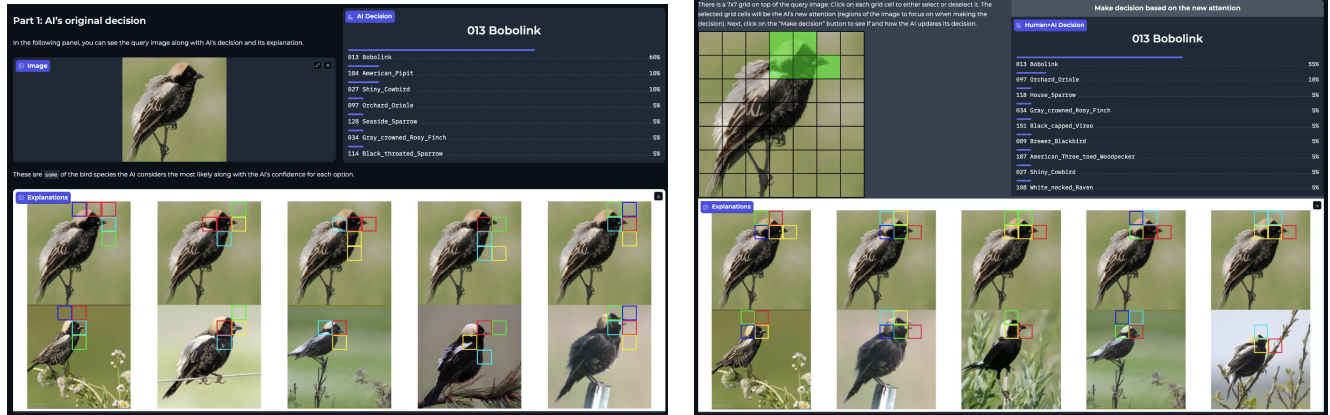 Part 1: AI's original decision
In the following panel, you can see the query image along with AI's decision and its explanation.
Image
AI Decision
013 Bobolink
013 Bobolink 60%
104 American_Pipit 10%
027 Shiny_Cowbird 10%
097 Orchard_Oriole 5%
128 Seaside_Sparrow 5%
034 Gray_crowned_Rosy_Finch 5%
114 Black_throated_Sparrow 5%
These are some of the bird species the AI considers the most likely along with the AI's confidence for each option.
Explanations
There is a 7x7 grid on top of the query image. Click on each grid cell to either select or deselect it. The
selected grid cells will be the AI's new attention (regions of the image to focus on when making the
decision). Next, click on the "Make decision" button to see if and how the AI updates its decision.
Make decision based on the new attention
Human+AI Decision
013 Bobolink
013 Bobolink 55%
097 Orchard_Oriole 10%
118 House_Sparrow 5%
034 Gray_crowned_Rosy_Finch 5%
151 Black_capped_Vireo 5%
009 Brewer_Blackbird 5%
187 American_Three_toed_Woodpecker 5%
027 Shiny_Cowbird 5%
108 White_necked_Raven 5%
Explanations